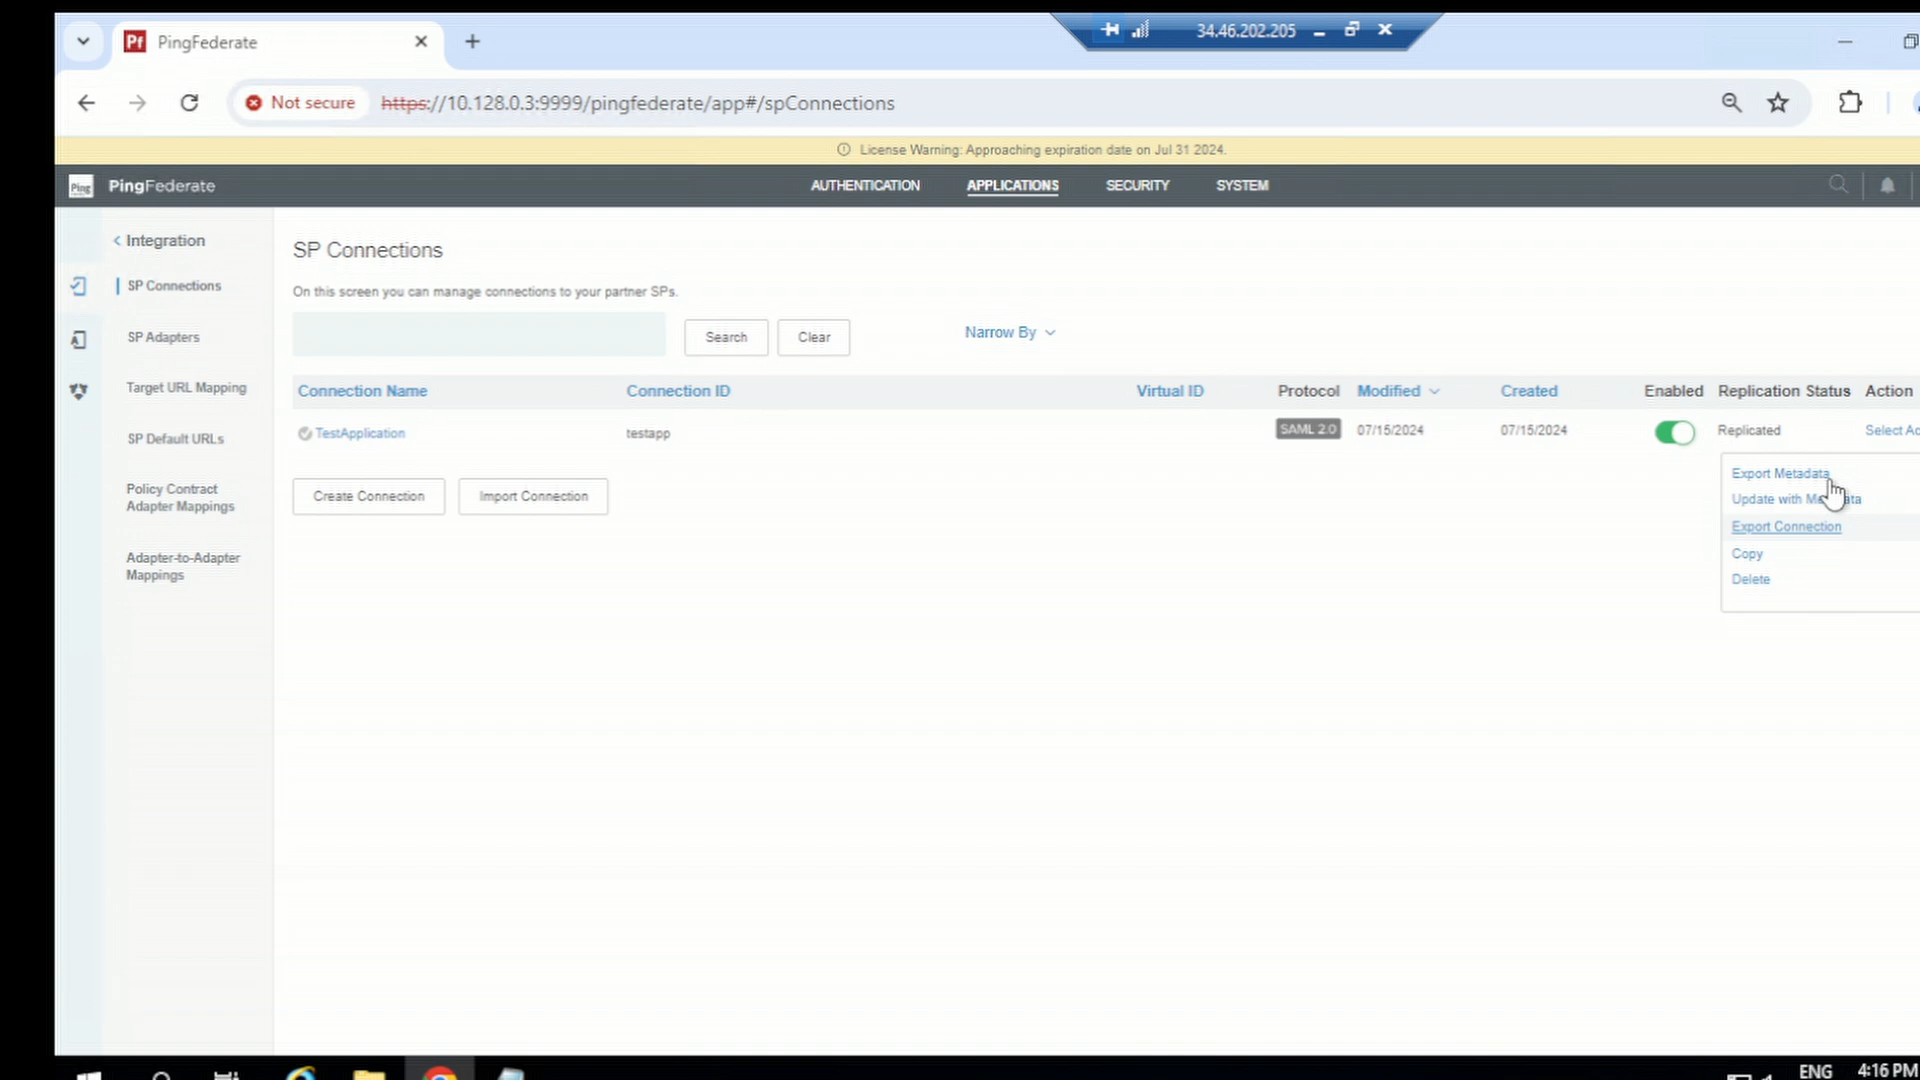 PingFederate
34.46.202.205
Not secure
https://10.128.0.3:9999/pingfederate/app#/spConnections
License Warning: Approaching expiration date on Jul 31 2024.
Ping
PingFederate
AUTHENTICATION
APPLICATIONS
SECURITY
SYSTEM
Integration
SP Connections
SP Adapters
Target URL Mapping
SP Default URLs
Policy Contract
Adapter Mappings
Adapter-to-Adapter
Mappings
SP Connections
On this screen you can manage connections to your partner SPs.
Search
Clear
Narrow By
Connection Name Connection ID Virtual ID Protocol Modified Created Enabled Replication Status Action
TestApplication testapp SAML 2.0 07/15/2024 07/15/2024 Replicated Select Ac
Create Connection
Import Connection
Export Metadata
Update with
Export Connection
Copy
Delete
ENG
4:16 PM